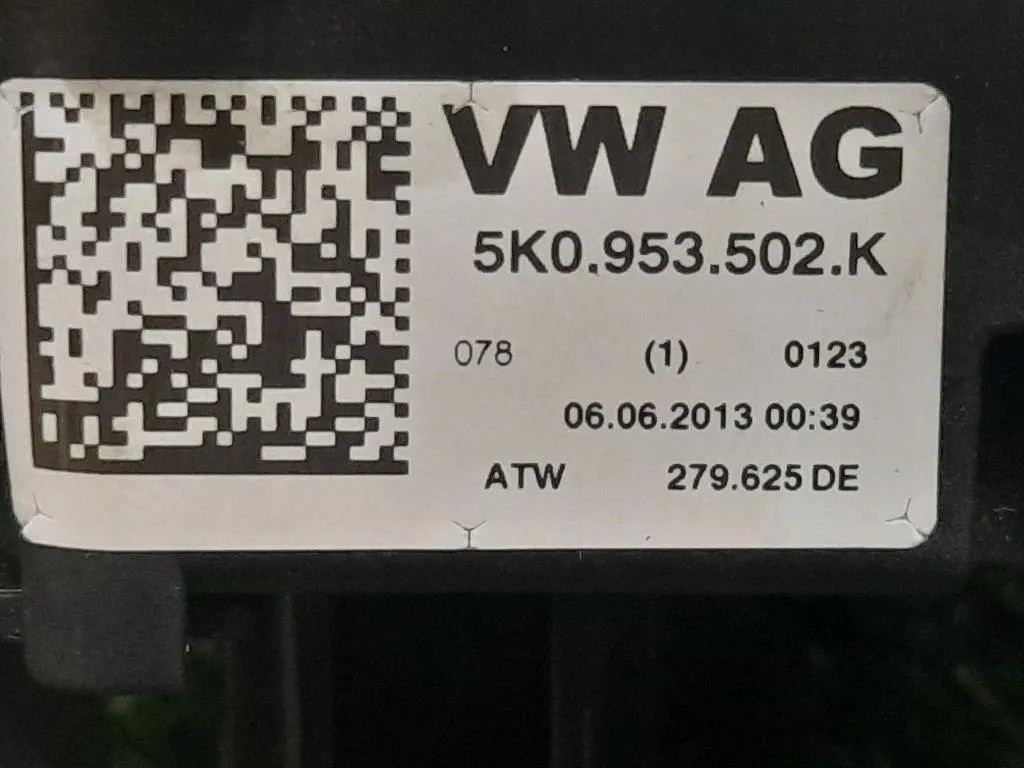 VW AG
5K0.953.502.K
078 (1) 0123
06.06.2013 00:39
ATW 279.625 DE